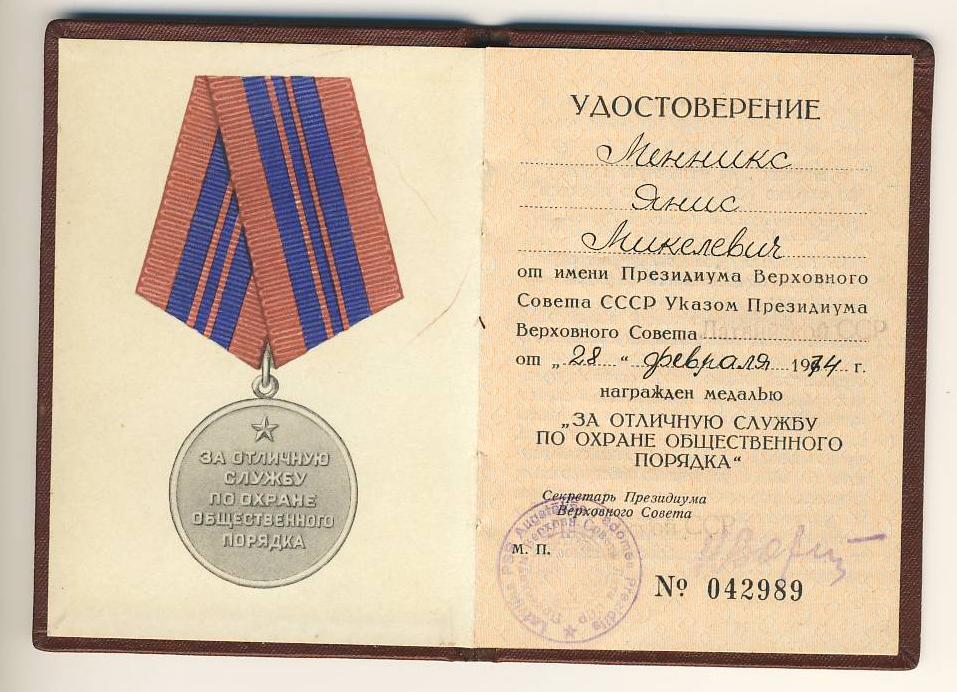 ЗА ОТЛИЧНУЮ
СЛУЖБУ
ПО ОХРАНЕ
ОБЩЕСТВЕННОГО
ПОРЯДКА
УДОСТОВЕРЕНИЕ
Менникс
Янис
Микелевич
от имени Президиума Верховного
Совета СССР Указом Президиума
Верховного Совета Латвийской ССР
от „28“ февраля 1974 г.
награжден медалью
„ЗА ОТЛИЧНУЮ СЛУЖБУ
ПО ОХРАНЕ ОБЩЕСТВЕННОГО
ПОРЯДКА“
Секретарь Президиума
Верховного Совета
М. П.
№ 042989